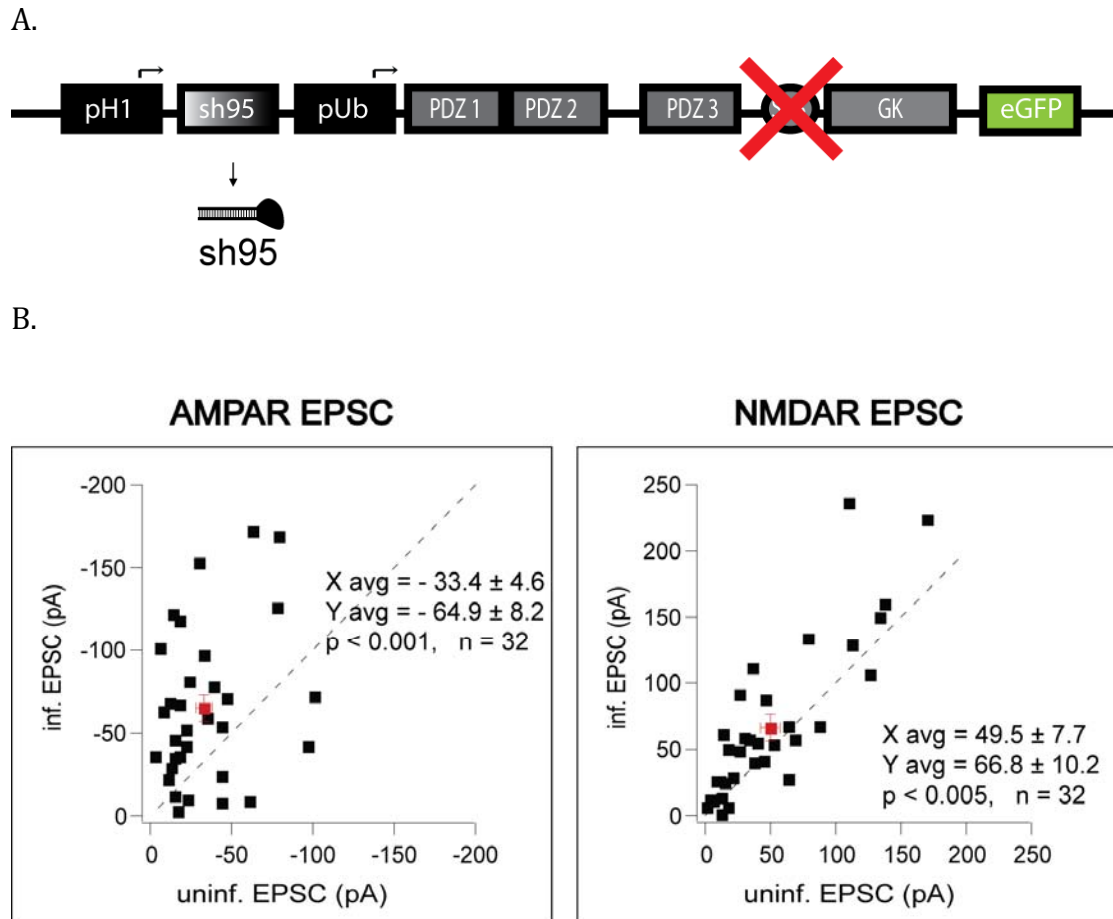 A.
pH1 sh95 pUb PDZ 1 PDZ 2 PDZ 3 GK eGFP
sh95
B.
AMPAR EPSC
-200
-150
-100
-50
0
inf. EPSC (pA)
X avg = - 33.4 ± 4.6
Y avg = - 64.9 ± 8.2
p < 0.001, n = 32
0 -50 -100 -150 -200
uninf. EPSC (pA)
NMDAR EPSC
250
200
150
100
50
0
inf. EPSC (pA)
X avg = 49.5 ± 7.7
Y avg = 66.8 ± 10.2
p < 0.005, n = 32
0 50 100 150 200 250
uninf. EPSC (pA)